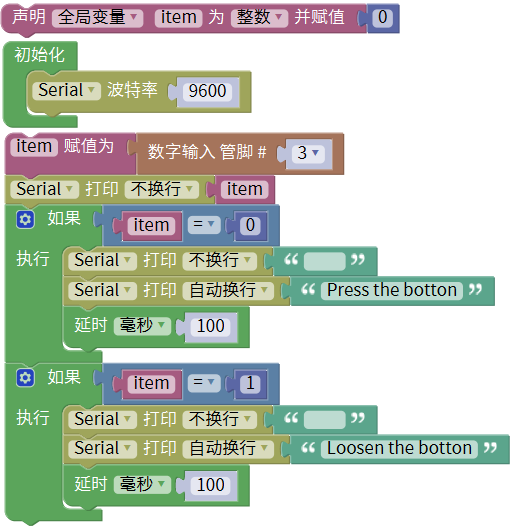 声明 全局变量 item 为 整数 并赋值 0
初始化
Serial 波特率 9600
item 赋值为 数字输入 管脚 # 3
Serial 打印 不换行 item
如果 item = 0
执行 Serial 打印 不换行 “ ”
Serial 打印 自动换行 “ Press the botton ”
延时 毫秒 100
如果 item = 1
执行 Serial 打印 不换行 “ ”
Serial 打印 自动换行 “ Loosen the botton ”
延时 毫秒 100